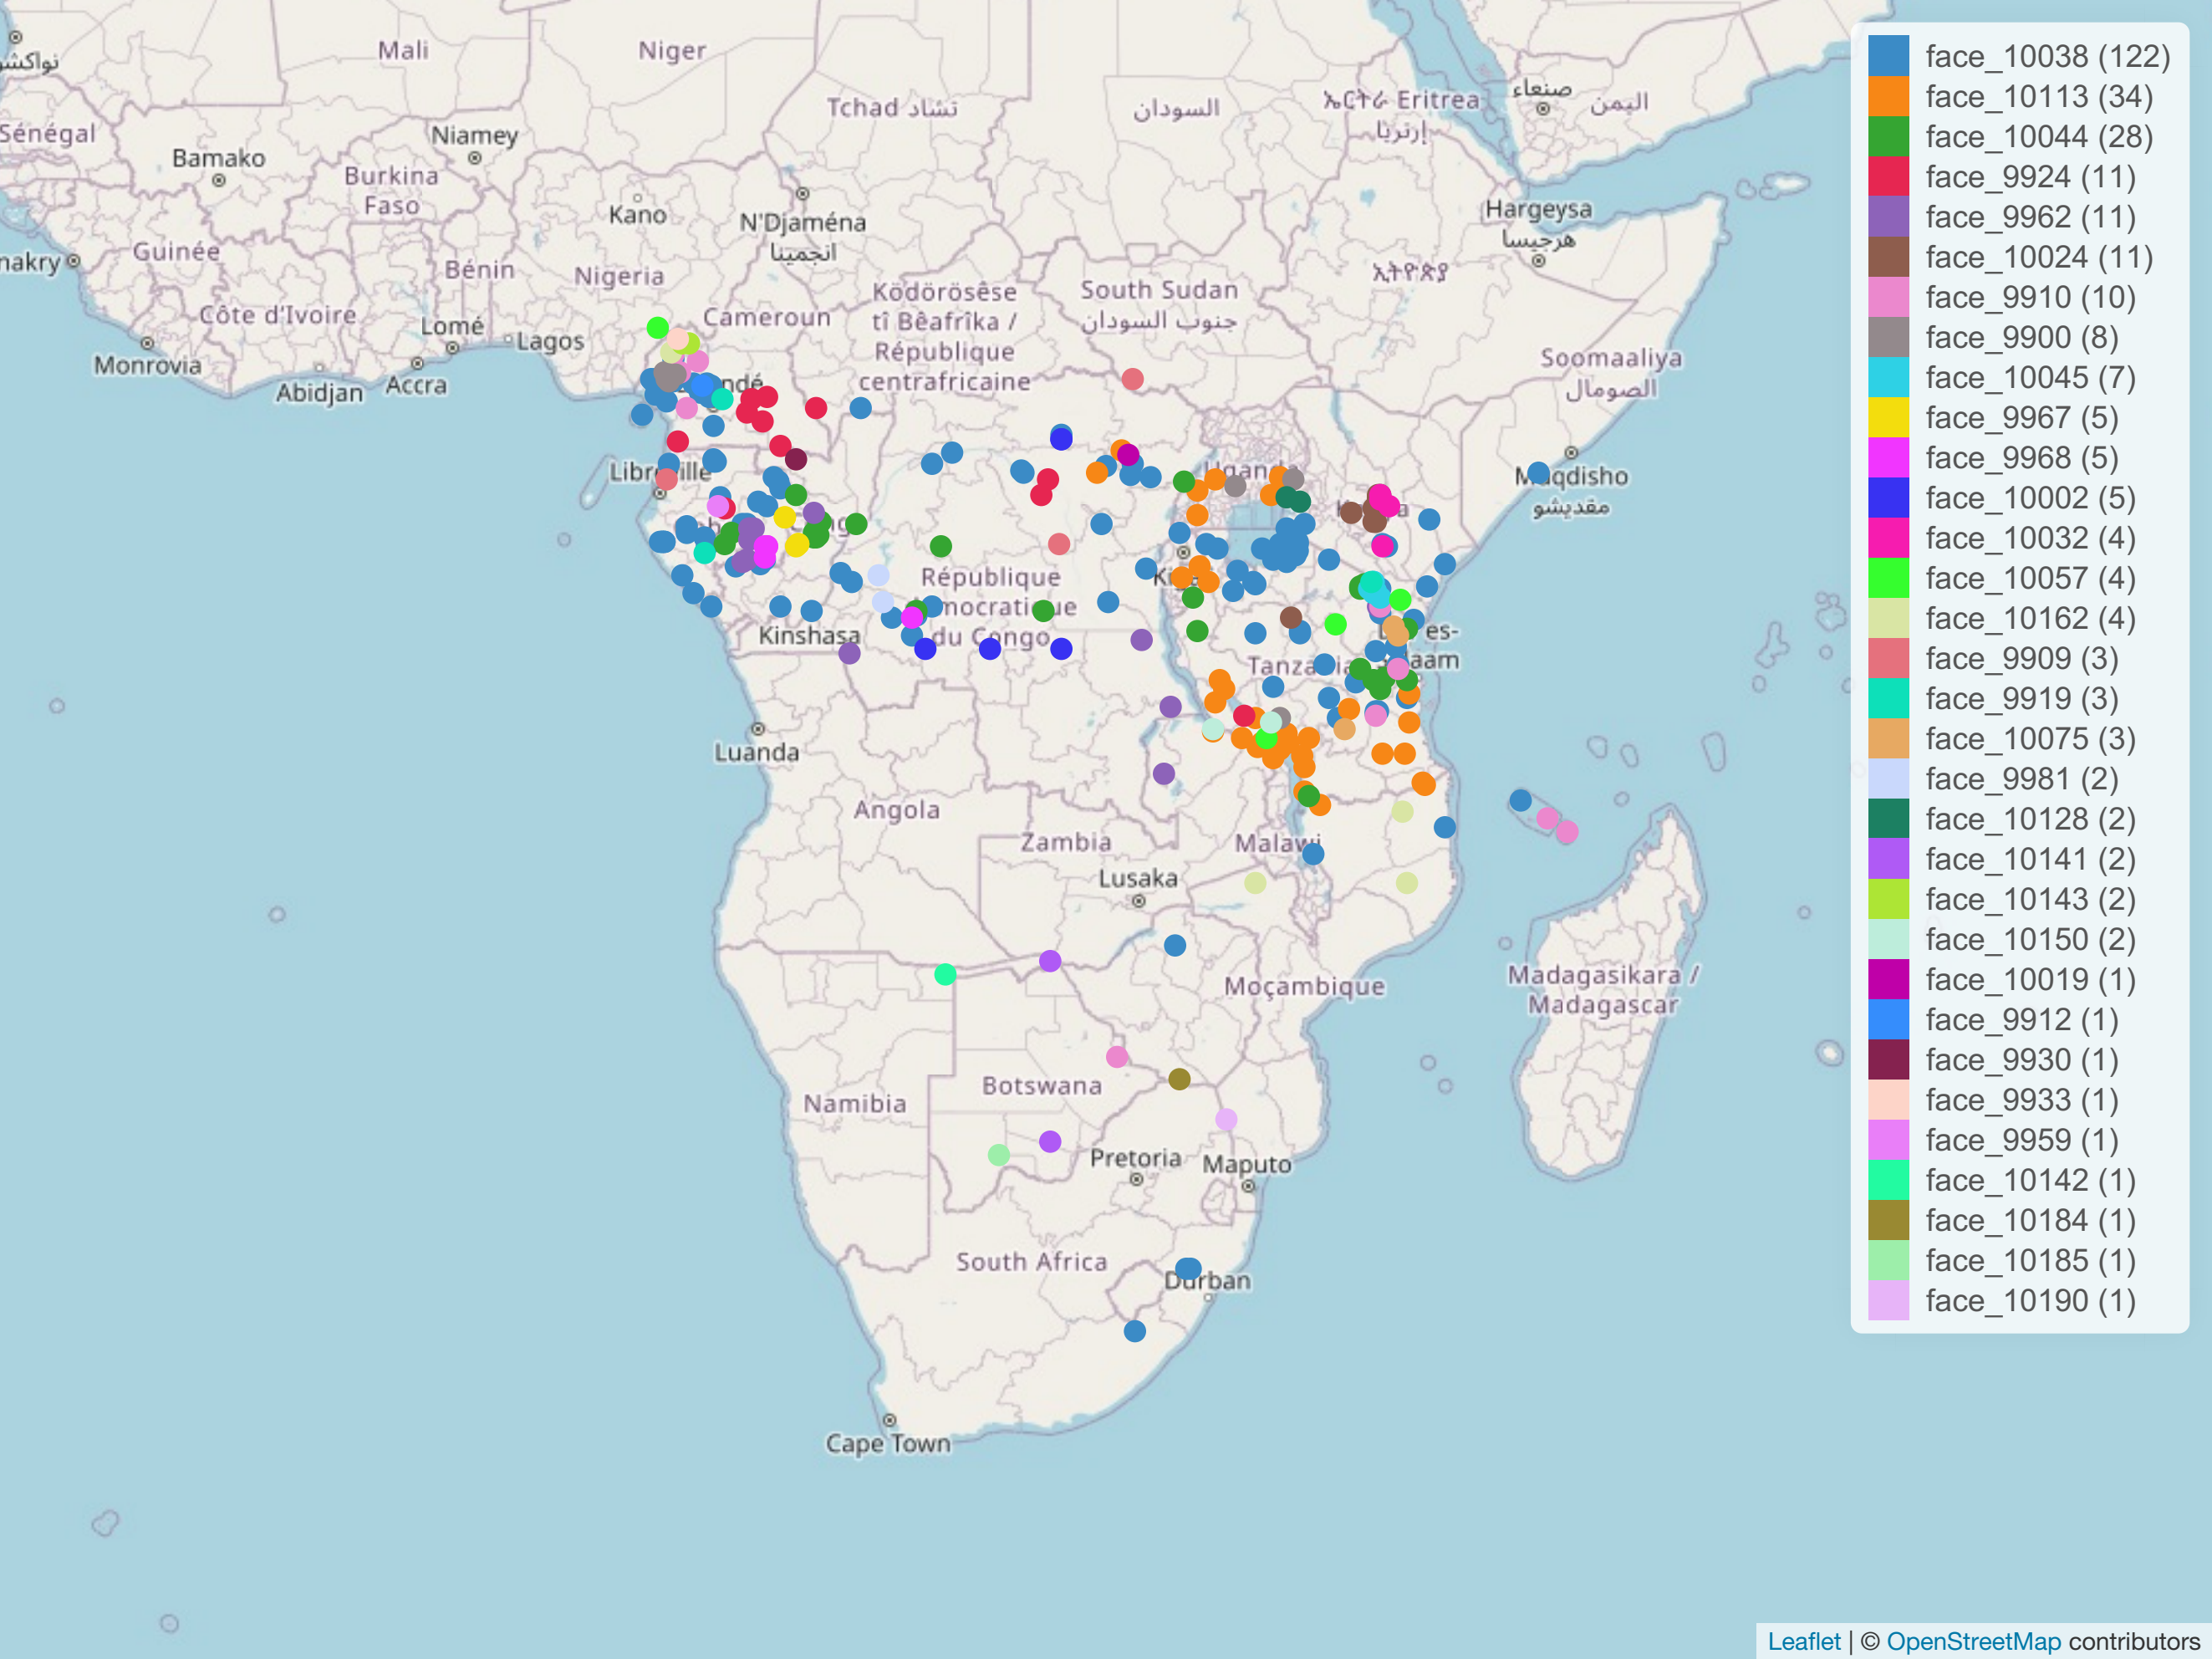 نواكشو
Mali
Niger
Tchad تشاد
السودان
ኤርትራ Eritrea
إرتريا
صنعاء
اليمن
Sénégal
Bamako
Niamey
Burkina
Faso
Kano
N'Djaména
انجمينا
Hargeysa
هرجيسا
nakry
Guinée
Bénin
Nigeria
ኢትዮጵያ
Côte d'Ivoire
Lomé
Lagos
Cameroun
Ködörösêse
tî Bêafrîka /
République
centrafricaine
South Sudan
جنوب السودان
Monrovia
Abidjan
Accra
ndé
Soomaaliya
الصومال
Libreville
Uganda
Muqdisho
مقديشو
République
du Congo
Kinshasa
Tanzania
es-
laam
Luanda
Angola
Zambia
Malawi
Lusaka
Moçambique
Madagasikara /
Madagascar
Botswana
Namibia
Pretoria
Maputo
South Africa
Durban
Cape Town
face_10038 (122)
face_10113 (34)
face_10044 (28)
face_9924 (11)
face_9962 (11)
face_10024 (11)
face_9910 (10)
face_9900 (8)
face_10045 (7)
face_9967 (5)
face_9968 (5)
face_10002 (5)
face_10032 (4)
face_10057 (4)
face_10162 (4)
face_9909 (3)
face_9919 (3)
face_10075 (3)
face_9981 (2)
face_10128 (2)
face_10141 (2)
face_10143 (2)
face_10150 (2)
face_10019 (1)
face_9912 (1)
face_9930 (1)
face_9933 (1)
face_9959 (1)
face_10142 (1)
face_10184 (1)
face_10185 (1)
face_10190 (1)
Leaflet | © OpenStreetMap contributors